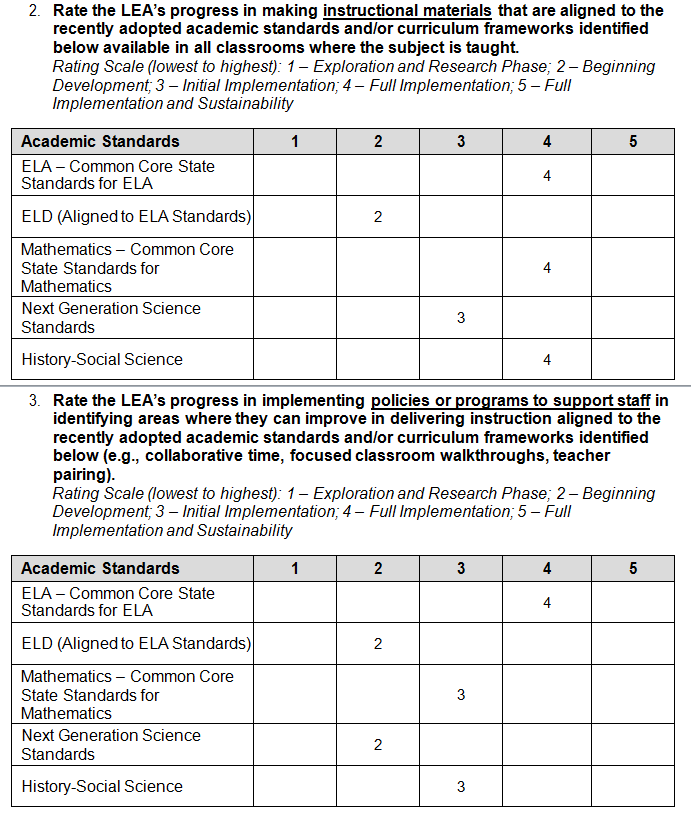 2. Rate the LEA's progress in making instructional materials that are aligned to the
recently adopted academic standards and/or curriculum frameworks identified
below available in all classrooms where the subject is taught.
Rating Scale (lowest to highest): 1 – Exploration and Research Phase; 2 – Beginning
Development; 3 – Initial Implementation; 4 – Full Implementation; 5 – Full
Implementation and Sustainability
Academic Standards 1 2 3 4 5
ELA – Common Core State
Standards for ELA 4
ELD (Aligned to ELA Standards) 2
Mathematics – Common Core
State Standards for 4
Mathematics
Next Generation Science
Standards 3
History-Social Science 4
3. Rate the LEA's progress in implementing policies or programs to support staff in
identifying areas where they can improve in delivering instruction aligned to the
recently adopted academic standards and/or curriculum frameworks identified
below (e.g., collaborative time, focused classroom walkthroughs, teacher
pairing).
Rating Scale (lowest to highest): 1 – Exploration and Research Phase; 2 – Beginning
Development; 3 – Initial Implementation; 4 – Full Implementation; 5 – Full
Implementation and Sustainability
Academic Standards 1 2 3 4 5
ELA – Common Core State
Standards for ELA 4
ELD (Aligned to ELA Standards) 2
Mathematics – Common Core
State Standards for 3
Mathematics
Next Generation Science
Standards 2
History-Social Science 3